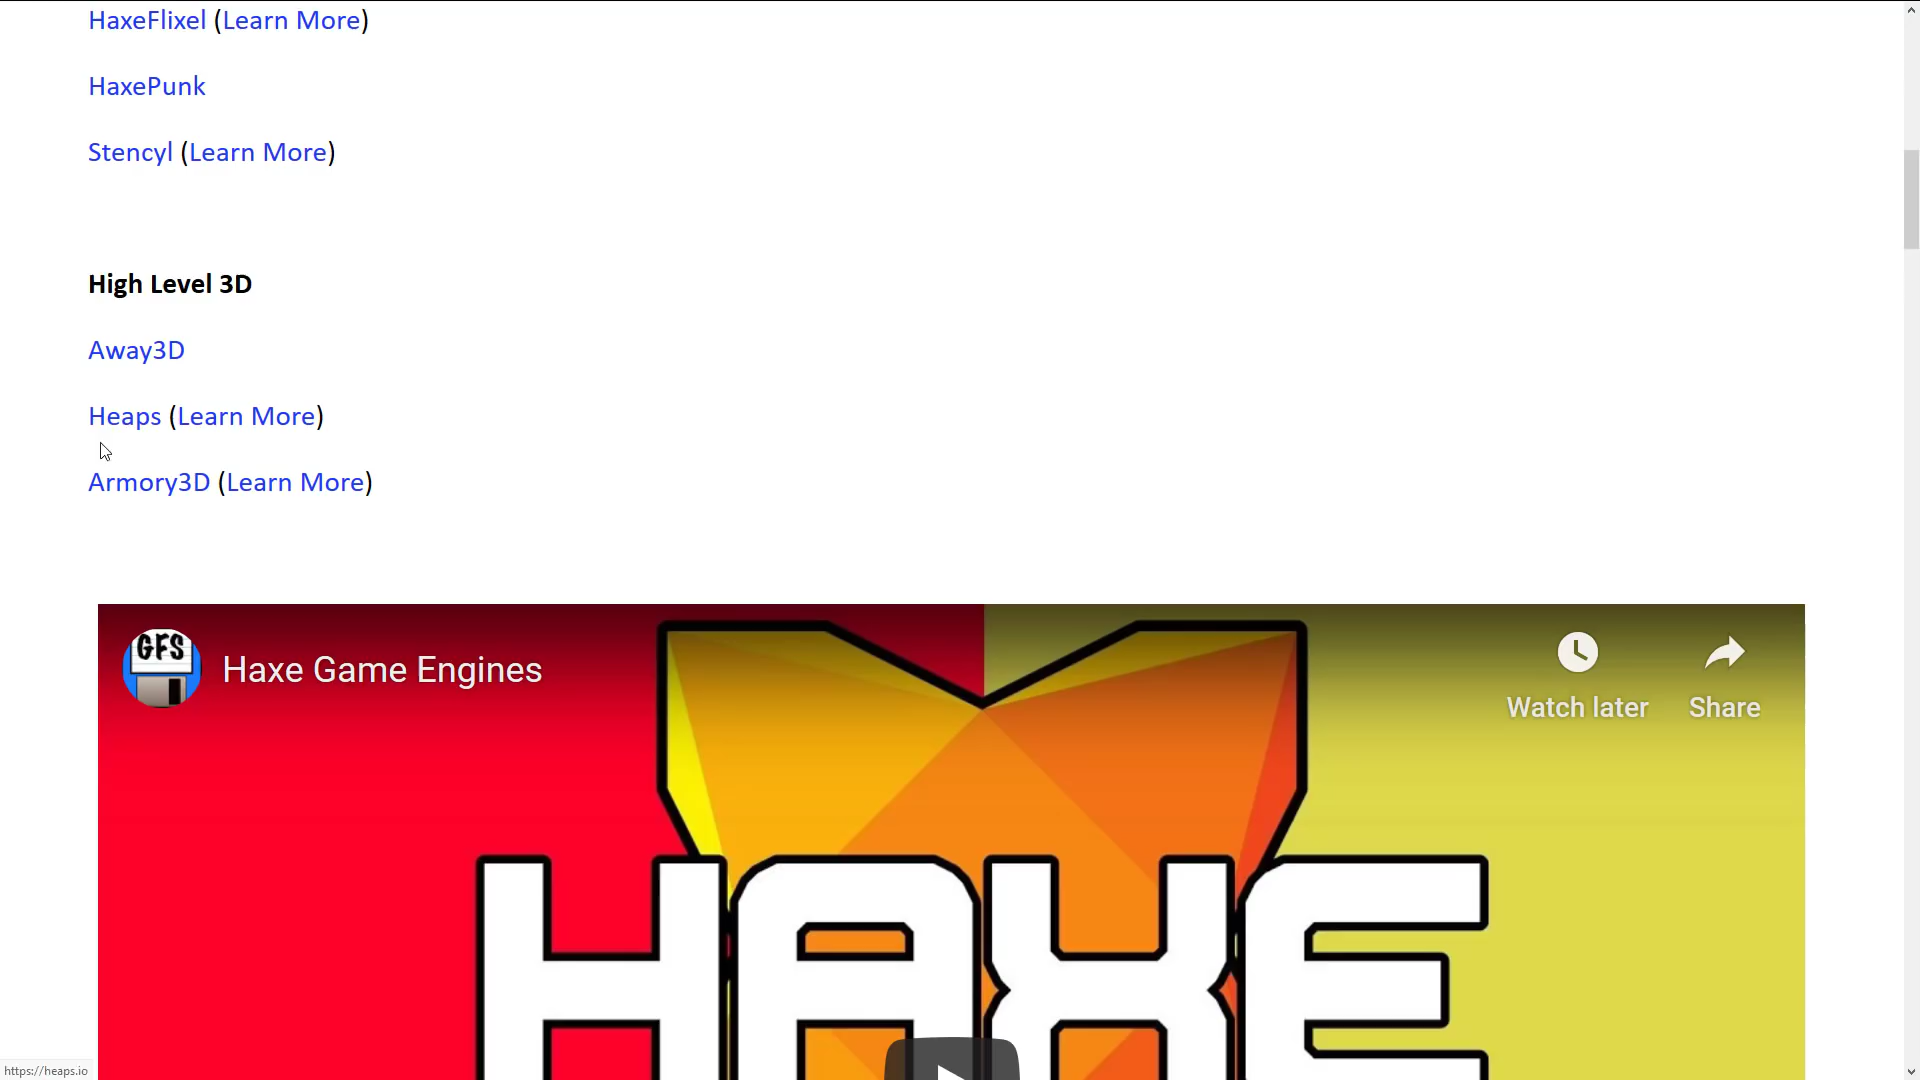 HaxeFlixel (Learn More)
HaxePunk
Stencyl (Learn More)
High Level 3D
Away3D
Heaps (Learn More)
Armory3D (Learn More)
GFS
Haxe Game Engines
Watch later
Share
HAXE
https://heaps.io